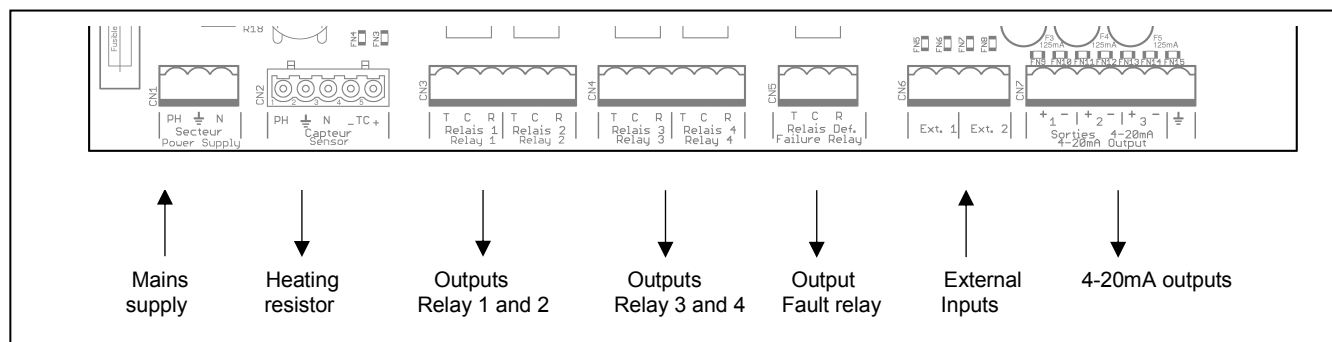 Fusible
R18
FN4 FN3
FN5 FN6 FN7 FN8
F3 125mA F4 125mA F5 125mA
FN9 FN10 FN11 FN12 FN13 FN14 FN15
CN1 CN2 CN3 CN4 CN5 CN6 CN7
1 2 3 4 5
PH N PH N - TC + T C R T C R T C R T C R T C R Ext. 1 Ext. 2 + 1 - + 2 - + 3 -
Secteur Capteur Relais 1 Relais 2 Relais 3 Relais 4 Relais Def. Sorties 4-20mA
Power Supply Sensor Relay 1 Relay 2 Relay 3 Relay 4 Failure Relay 4-20mA Output
Mains Heating Outputs Outputs Output External 4-20mA outputs
supply resistor Relay 1 and 2 Relay 3 and 4 Fault relay Inputs